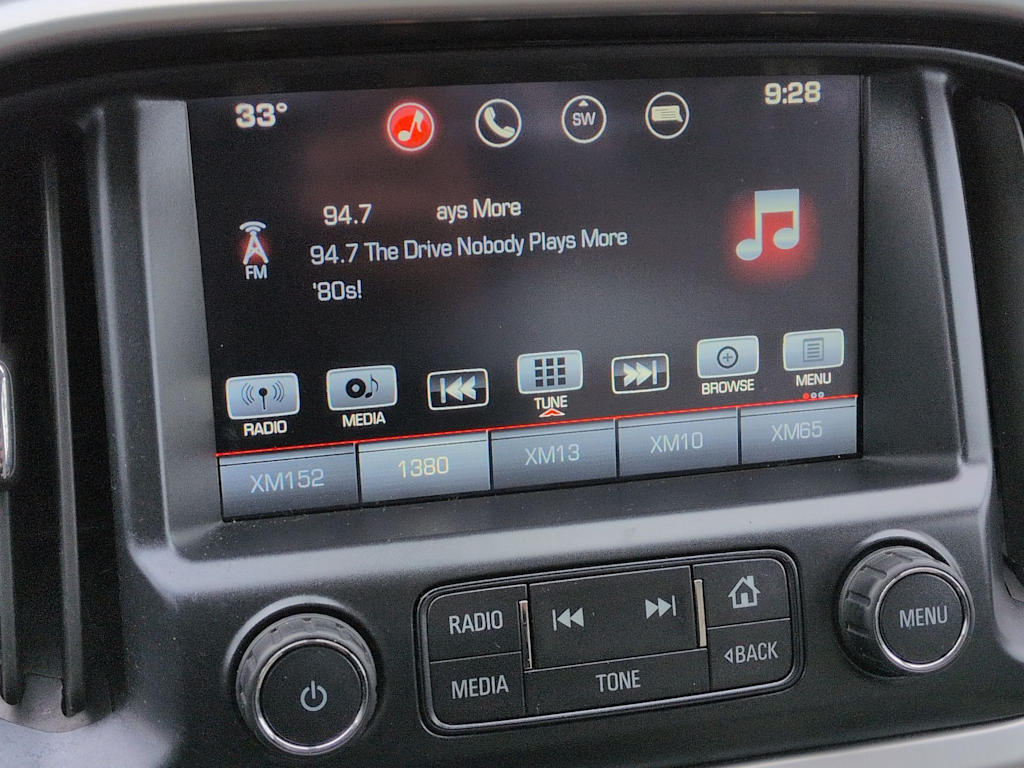 33° 9:28
SW
94.7 ays More
FM 94.7 The Drive Nobody Plays More
'80s!
RADIO MEDIA TUNE BROWSE MENU
XM152 1380 XM13 XM10 XM65
RADIO
MEDIA TONE BACK
MENU